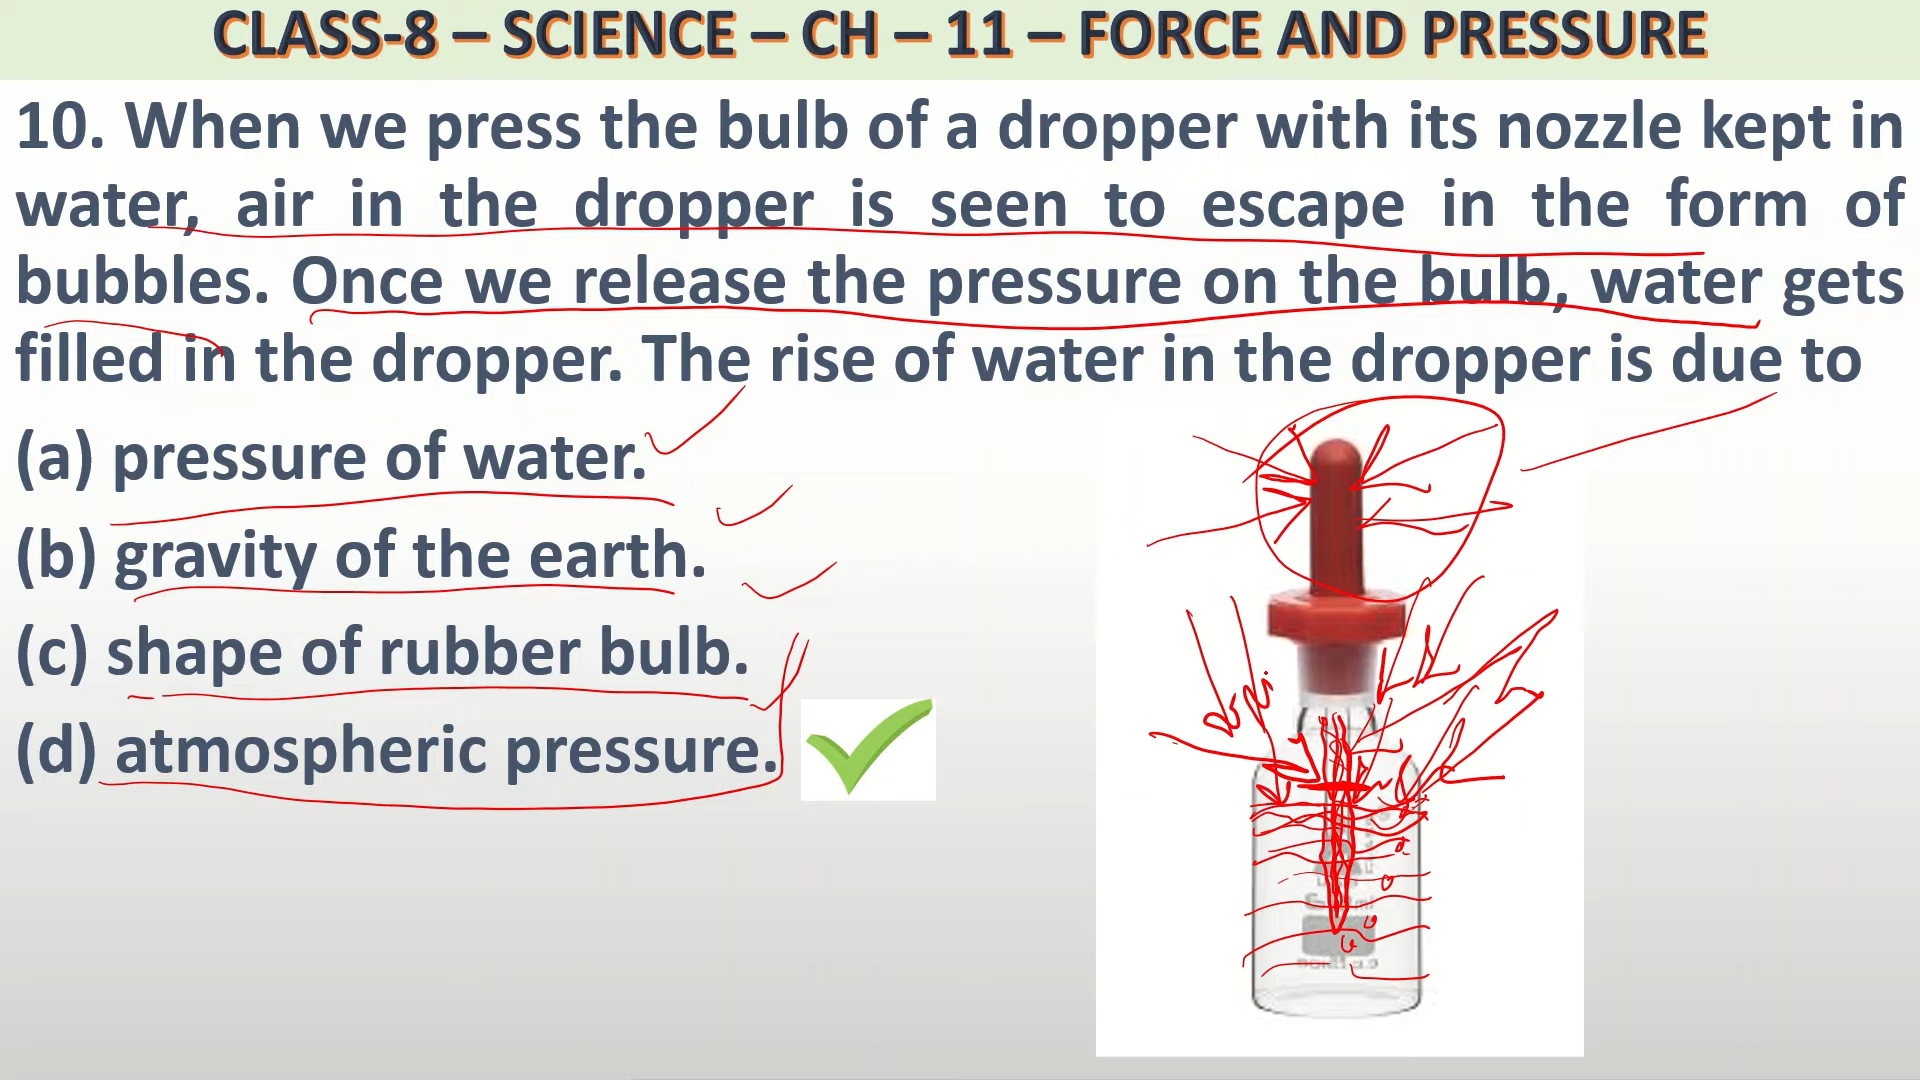 CLASS-8 – SCIENCE – CH – 11 – FORCE AND PRESSURE
10. When we press the bulb of a dropper with its nozzle kept in
water, air in the dropper is seen to escape in the form of
bubbles. Once we release the pressure on the bulb, water gets
filled in the dropper. The rise of water in the dropper is due to
(a) pressure of water.
(b) gravity of the earth.
(c) shape of rubber bulb.
(d) atmospheric pressure.